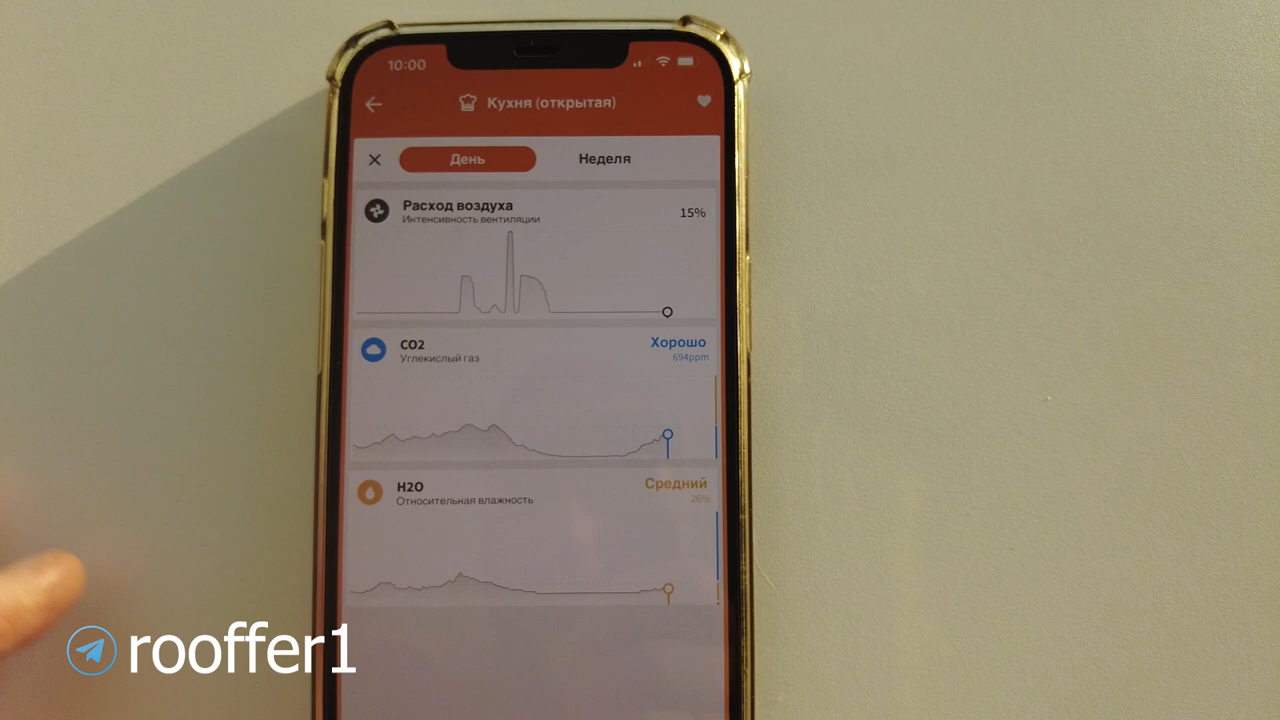 10:00
Кухня (открытая)
День
Неделя
Расход воздуха
Интенсивность вентиляции
15%
CO2
Углекислый газ
Хорошо
694ppm
H2O
Относительная влажность
Средний
26%
rooffer1